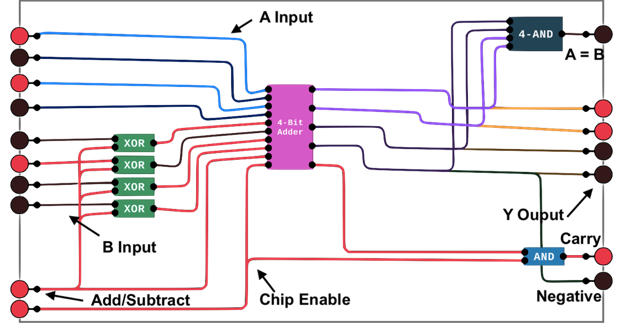 A Input
4-AND
A = B
4-Bit
Adder
XOR
XOR
XOR
XOR
Y Ouput
B Input
Carry
AND
Add/Subtract
Chip Enable
Negative